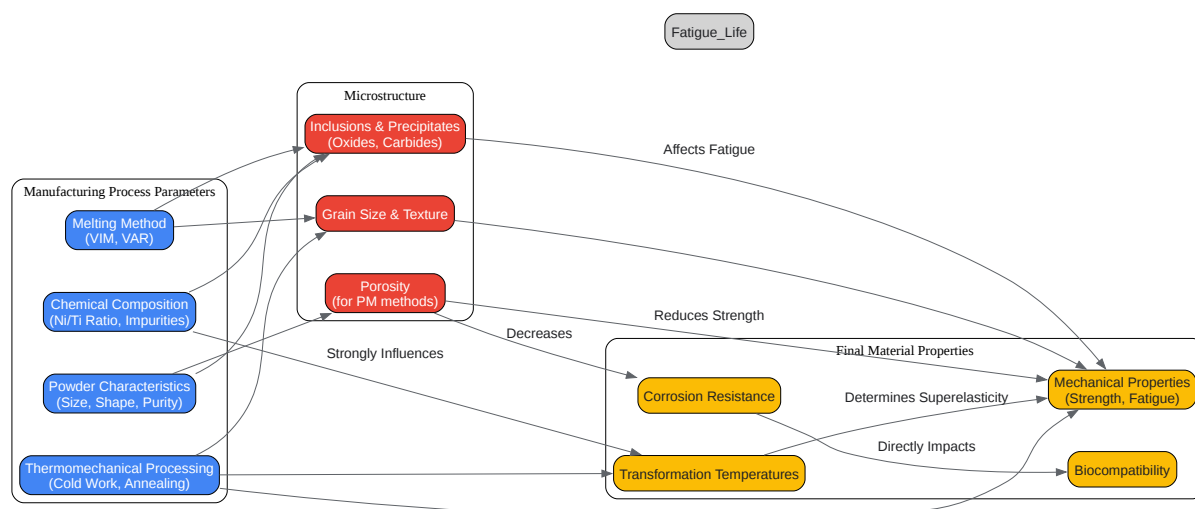 Fatigue_Life
Microstructure
Inclusions & Precipitates
(Oxides, Carbides)
Grain Size & Texture
Porosity
(for PM methods)
Manufacturing Process Parameters
Melting Method
(VIM, VAR)
Chemical Composition
(Ni/Ti Ratio, Impurities)
Powder Characteristics
(Size, Shape, Purity)
Thermomechanical Processing
(Cold Work, Annealing)
Affects Fatigue
Reduces Strength
Decreases
Strongly Influences
Final Material Properties
Corrosion Resistance
Transformation Temperatures
Determines Superelasticity
Directly Impacts
Mechanical Properties
(Strength, Fatigue)
Biocompatibility